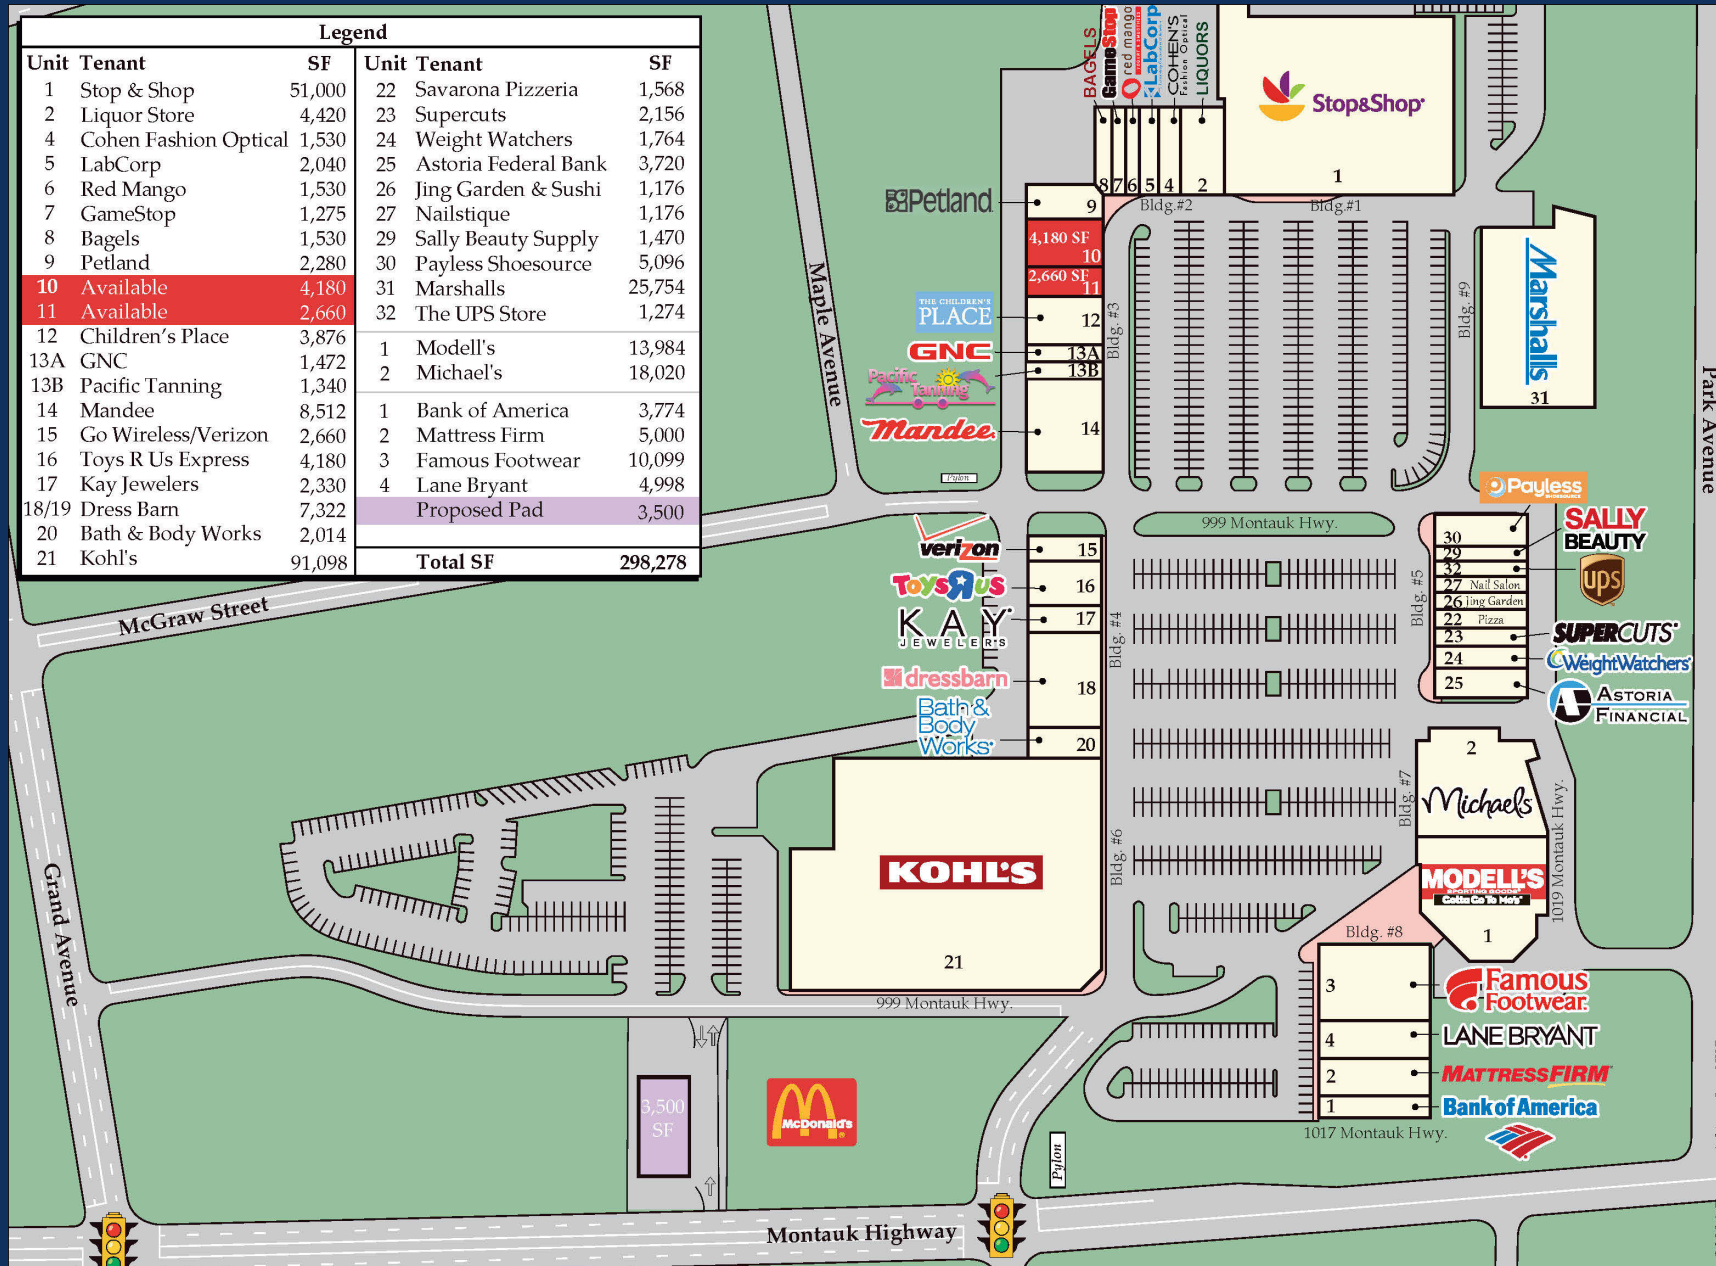 Legend
Unit Tenant SF
1 Stop & Shop 51,000
2 Liquor Store 4,420
4 Cohen Fashion Optical 1,530
5 LabCorp 2,040
6 Red Mango 1,530
7 GameStop 1,275
8 Bagels 1,530
9 Petland 2,280
10 Available 4,180
11 Available 2,660
12 Children's Place 3,876
13A GNC 1,472
13B Pacific Tanning 1,340
14 Mandee 8,512
15 Go Wireless/Verizon 2,660
16 Toys R Us Express 4,180
17 Kay Jewelers 2,330
18/19 Dress Barn 7,322
20 Bath & Body Works 2,014
21 Kohl's 91,098
Unit Tenant SF
22 Savarona Pizzeria 1,568
23 Supercuts 2,156
24 Weight Watchers 1,764
25 Astoria Federal Bank 3,720
26 Jing Garden & Sushi 1,176
27 Nailstique 1,176
29 Sally Beauty Supply 1,470
30 Payless Shoesource 5,096
31 Marshalls 25,754
32 The UPS Store 1,274
1 Modell's 13,984
2 Michael's 18,020
1 Bank of America 3,774
2 Mattress Firm 5,000
3 Famous Footwear 10,099
4 Lane Bryant 4,998
Proposed Pad 3,500
Total SF 298,278
BAGELS
GameStop
red mango
LabCorp
COHEN'S
Fashion Optical
LIQUORS
Stop&Shop
8 7 6 5 4 2
1
Bldg.#2
Bldg.#1
Petland
9
4,180 SF
10
2,660 SF
11
THE CHILDREN'S
PLACE
12
GNC
13A
Pacific
Tanning
13B
Mandee
14
Bldg. #3
Pylon
Bldg. #9
Marshalls
31
Maple Avenue
Park Avenue
999 Montauk Hwy.
verizon
15
Toys R Us
16
KAY
JEWELERS
17
dressbarn
18
Bath &
Body
Works
20
Bldg. #4
Payless
SHOESOURCE
30
SALLY
BEAUTY
29
ups
32
27 Nail Salon
26 Jing Garden
22 Pizza
SUPERCUTS
23
WeightWatchers
24
ASTORIA
FINANCIAL
25
Bldg. #5
McGraw Street
Grand Avenue
KOHL'S
21
Bldg. #6
999 Montauk Hwy.
2
Michaels
Bldg. #7
MODELL'S
SPORTING GOODS
Gotta Go To Mo's
1
1019 Montauk Hwy.
Bldg. #8
3
Famous
Footwear
4
LANE BRYANT
2
MATTRESSFIRM
1
Bank of America
1017 Montauk Hwy.
3,500
SF
McDonald's
Pylon
Montauk Highway